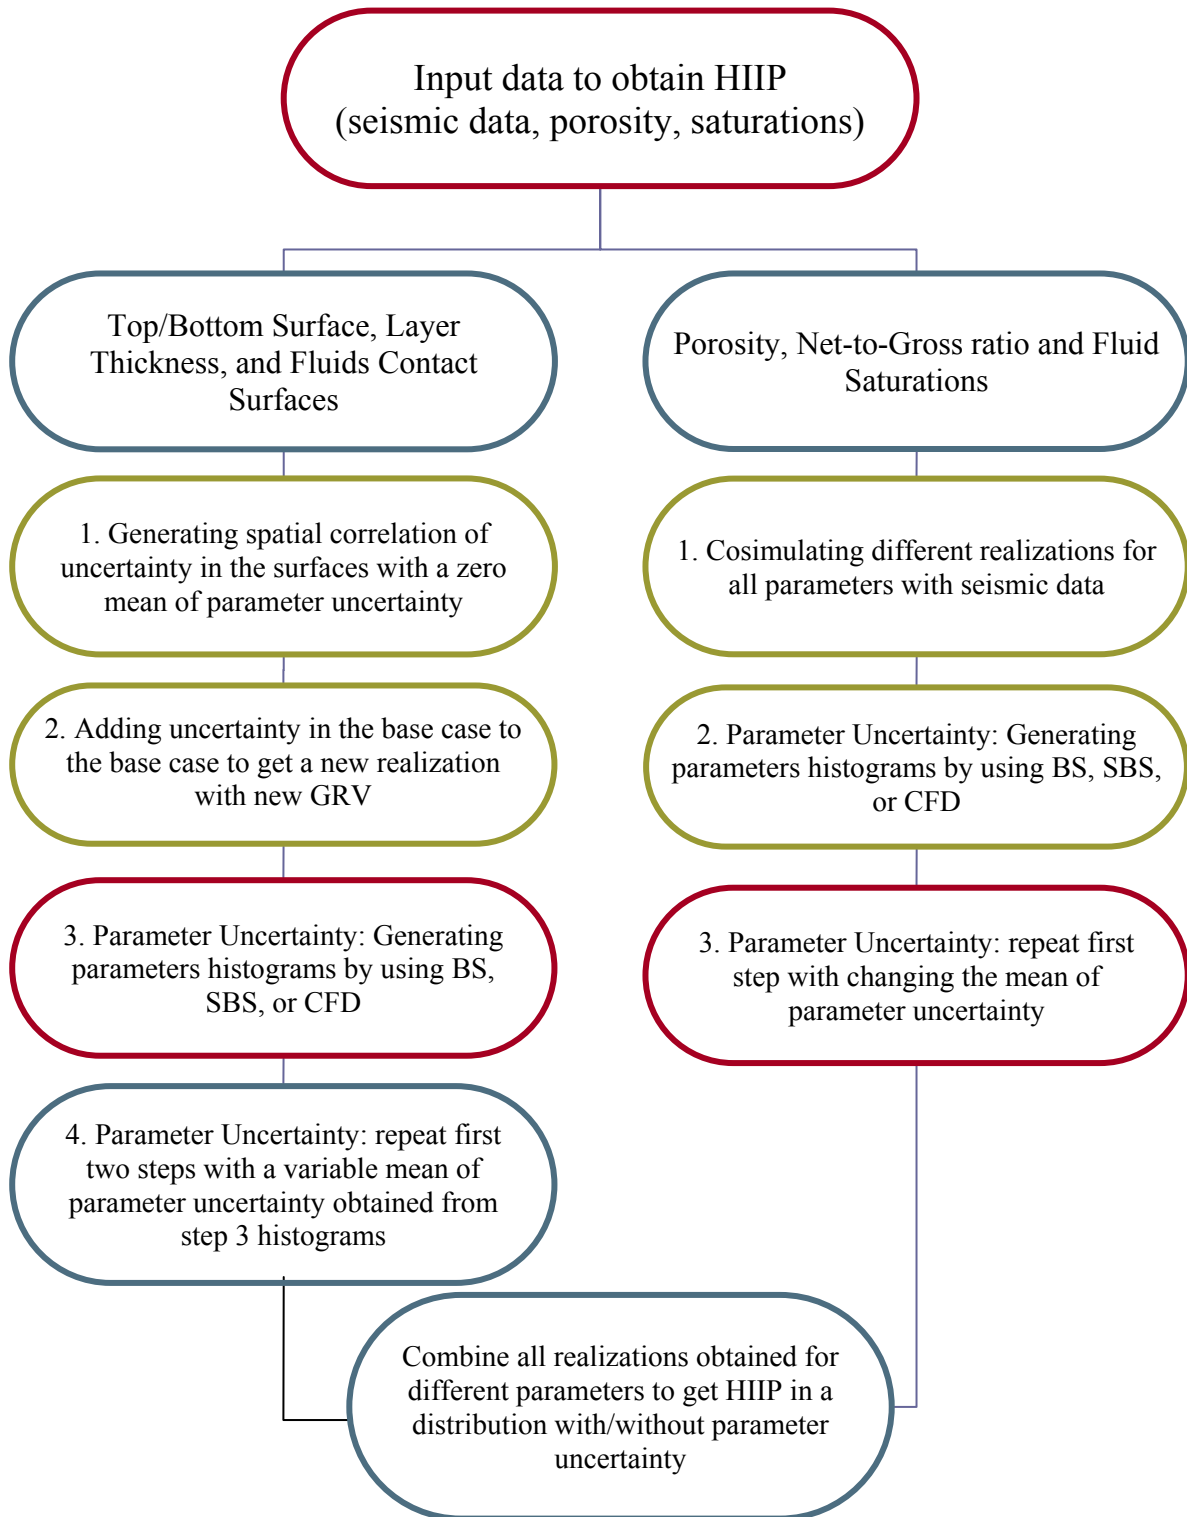 Input data to obtain HIIP
(seismic data, porosity, saturations)
Top/Bottom Surface, Layer
Thickness, and Fluids Contact
Surfaces
Porosity, Net-to-Gross ratio and Fluid
Saturations
1. Generating spatial correlation of
uncertainty in the surfaces with a zero
mean of parameter uncertainty
1. Cosimulating different realizations for
all parameters with seismic data
2. Adding uncertainty in the base case to
the base case to get a new realization
with new GRV
2. Parameter Uncertainty: Generating
parameters histograms by using BS, SBS,
or CFD
3. Parameter Uncertainty: Generating
parameters histograms by using BS,
SBS, or CFD
3. Parameter Uncertainty: repeat first
step with changing the mean of
parameter uncertainty
4. Parameter Uncertainty: repeat first
two steps with a variable mean of
parameter uncertainty obtained from
step 3 histograms
Combine all realizations obtained for
different parameters to get HIIP in a
distribution with/without parameter
uncertainty